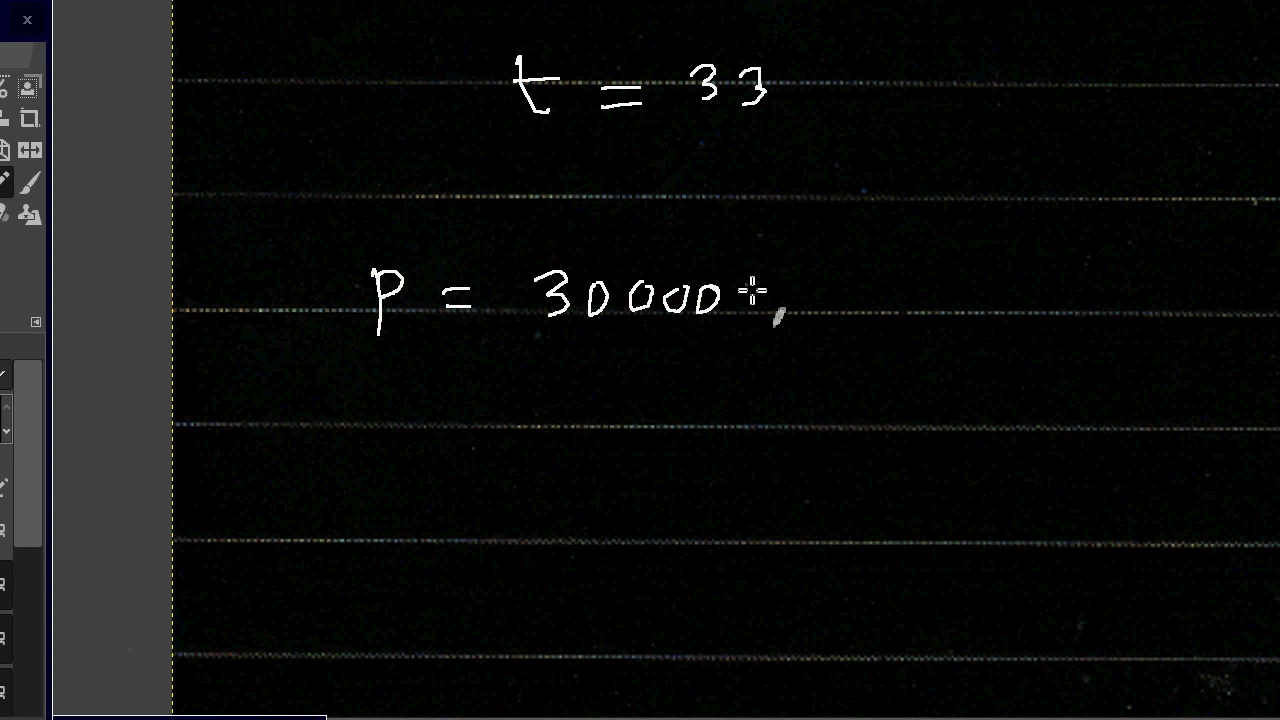 t = 33
P = 30000